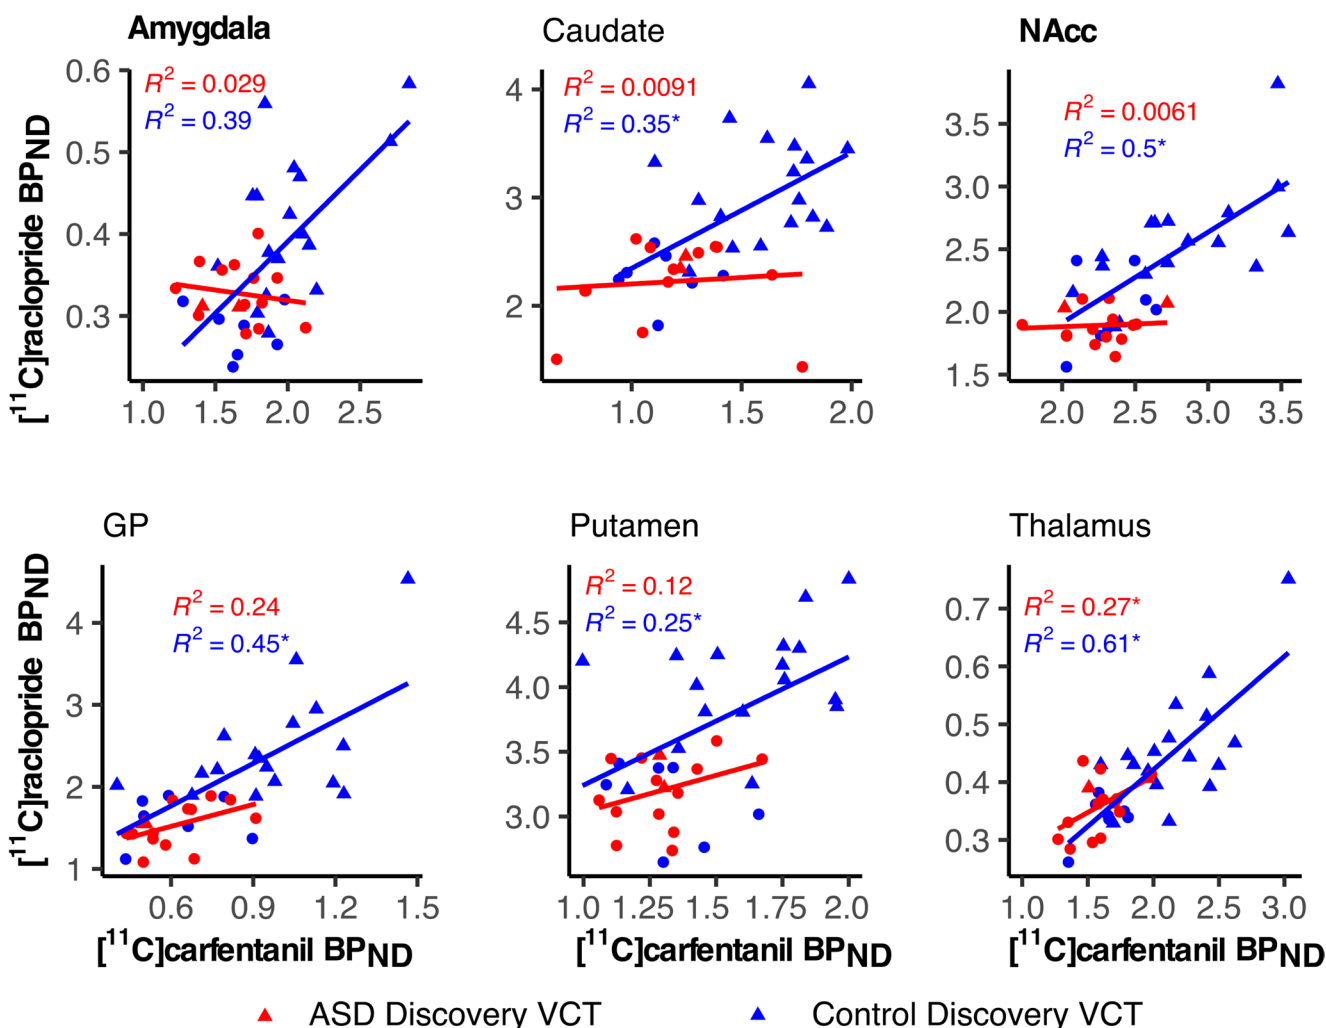 Amygdala Caudate NAcc
[¹¹C]raclopride BPND
0.6
0.5
0.4
0.3
R² = 0.029
R² = 0.39
1.0 1.5 2.0 2.5
4
3
2
R² = 0.0091
R² = 0.35*
1.0 1.5 2.0
3.5
3.0
2.5
2.0
1.5
R² = 0.0061
R² = 0.5*
2.0 2.5 3.0 3.5
GP Putamen Thalamus
[¹¹C]raclopride BPND
4
3
2
1
R² = 0.24
R² = 0.45*
0.6 0.9 1.2 1.5
4.5
4.0
3.5
3.0
R² = 0.12
R² = 0.25*
1.0 1.25 1.5 1.75 2.0
0.7
0.6
0.5
0.4
0.3
R² = 0.27*
R² = 0.61*
1.0 1.5 2.0 2.5 3.0
[¹¹C]carfentanil BPND [¹¹C]carfentanil BPND [¹¹C]carfentanil BPND
ASD Discovery VCT Control Discovery VCT